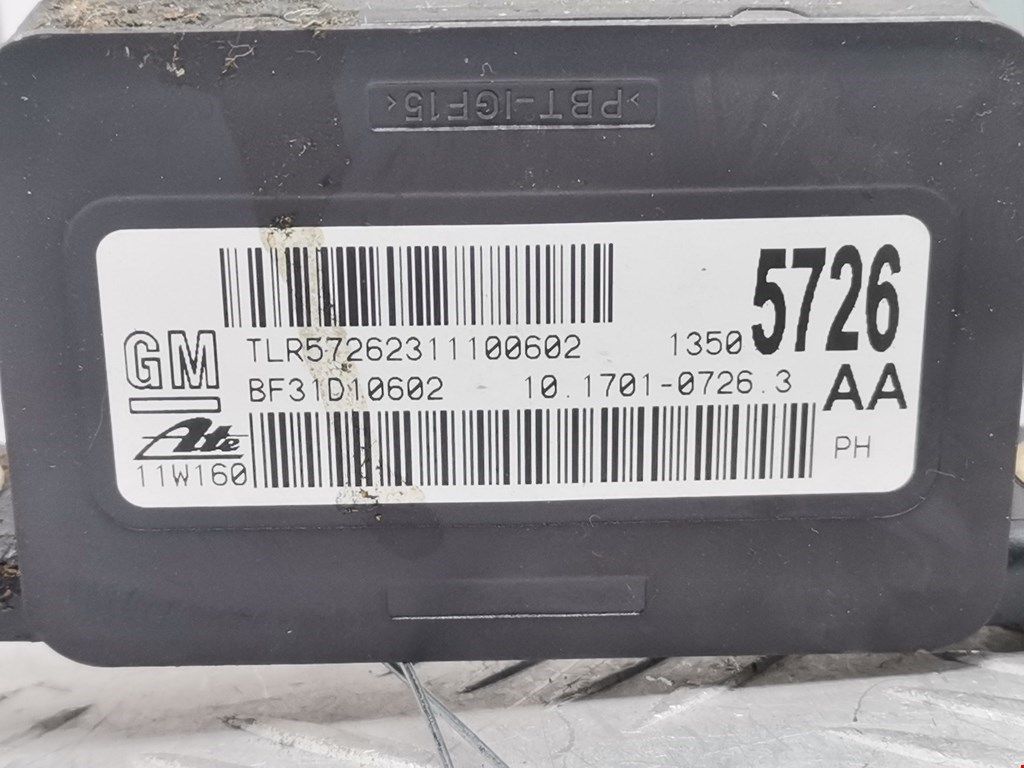 >PBT-IGF15<
GM
TLR57262311100602
1350 5726
BF31D10602
10.1701-0726.3
AA
Ate
11W160
PH